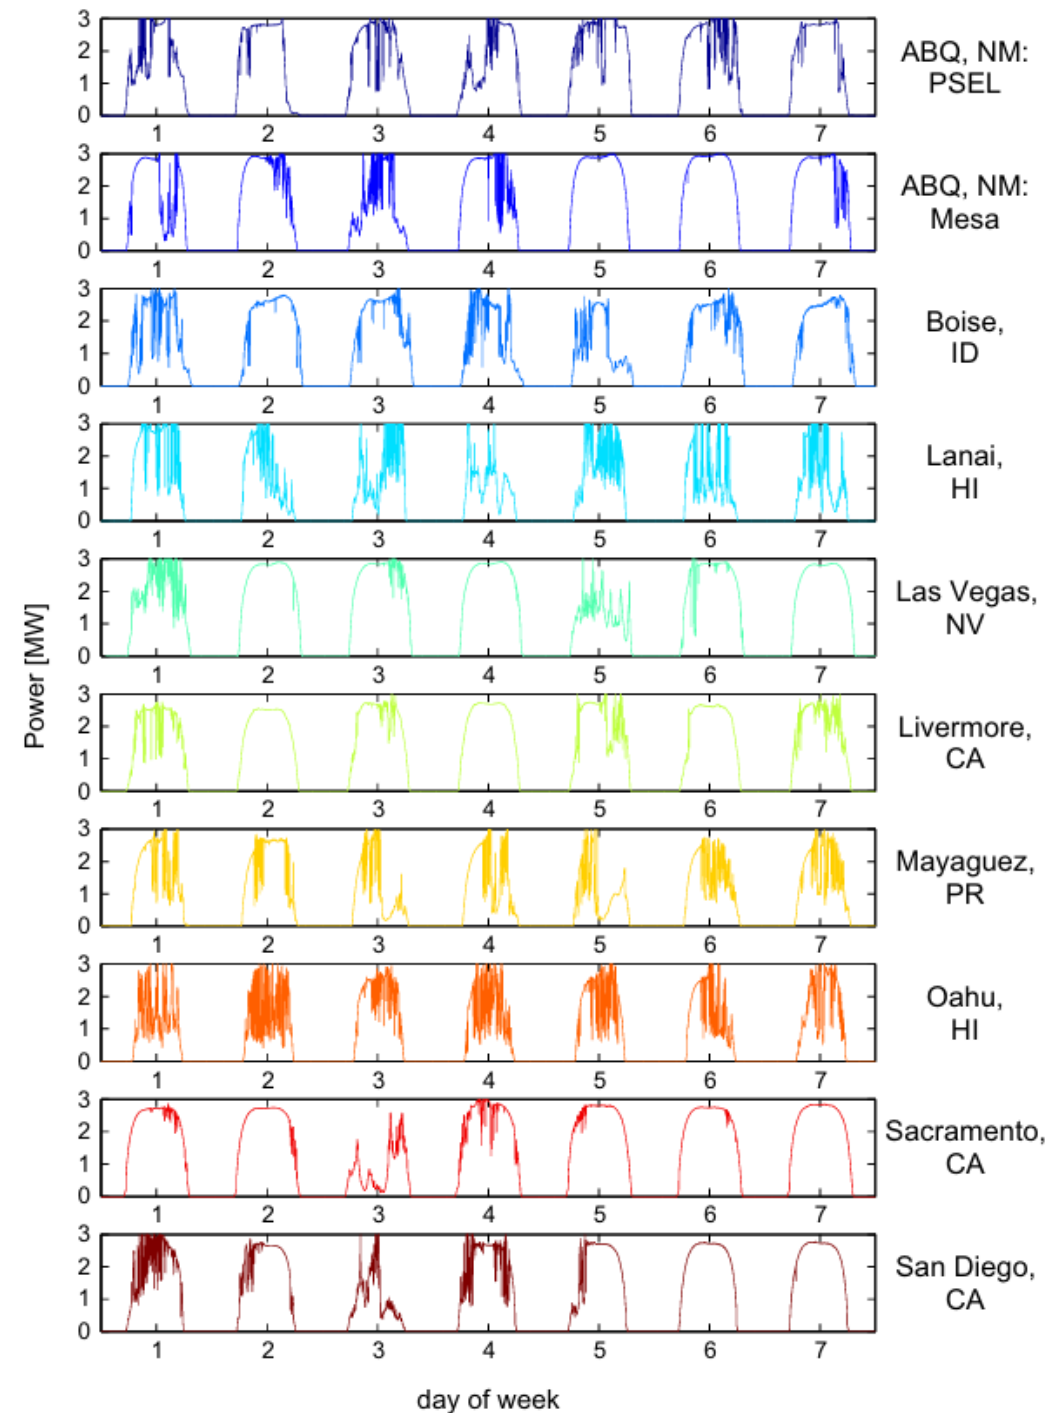 3
2
1
0
1 2 3 4 5 6 7
ABQ, NM:
PSEL
3
2
1
0
1 2 3 4 5 6 7
ABQ, NM:
Mesa
3
2
1
0
1 2 3 4 5 6 7
Boise,
ID
3
2
1
0
1 2 3 4 5 6 7
Lanai,
HI
3
2
1
0
1 2 3 4 5 6 7
Las Vegas,
NV
Power [MW]
3
2
1
0
1 2 3 4 5 6 7
Livermore,
CA
3
2
1
0
1 2 3 4 5 6 7
Mayaguez,
PR
3
2
1
0
1 2 3 4 5 6 7
Oahu,
HI
3
2
1
0
1 2 3 4 5 6 7
Sacramento,
CA
3
2
1
0
1 2 3 4 5 6 7
San Diego,
CA
day of week